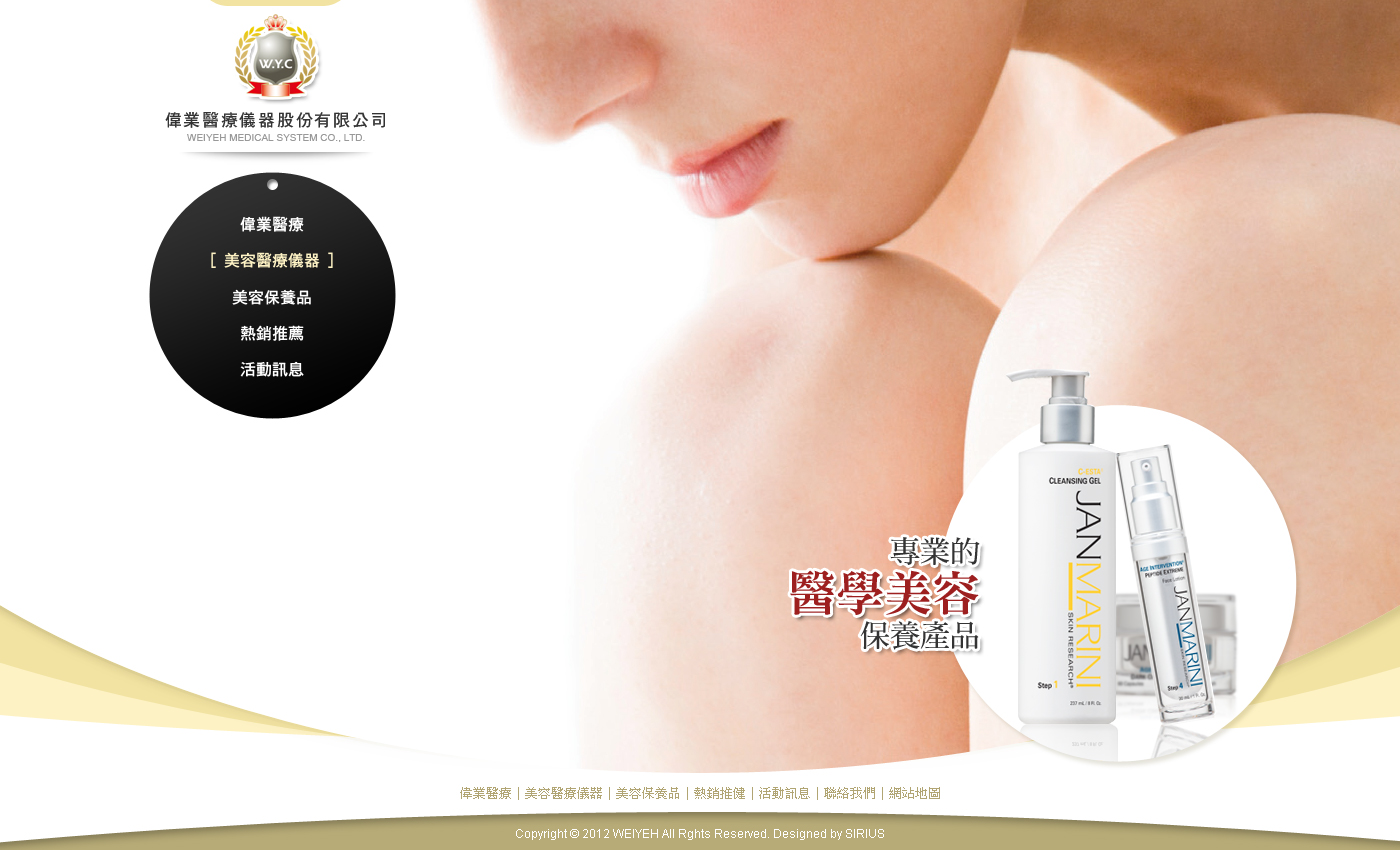 W.Y.C
偉業醫療儀器股份有限公司
WEIYEH MEDICAL SYSTEM CO., LTD.
偉業醫療
[ 美容醫療儀器 ]
美容保養品
熱銷推薦
活動訊息
專業的
醫學美容
保養產品
C-ESTA
CLEANSING GEL
JAN MARINI
SKIN RESEARCH
Step 1
237 mL / 8 fl. Oz.
AGE INTERVENTION
PEPTIDE EXTREME
Face Lotion
JAN MARINI
Step 4
JAN
偉業醫療 | 美容醫療儀器 | 美容保養品 | 熱銷推健 | 活動訊息 | 聯絡我們 | 網站地圖
Copyright © 2012 WEIYEH All Rghts Reserved. Designed by SIRIUS